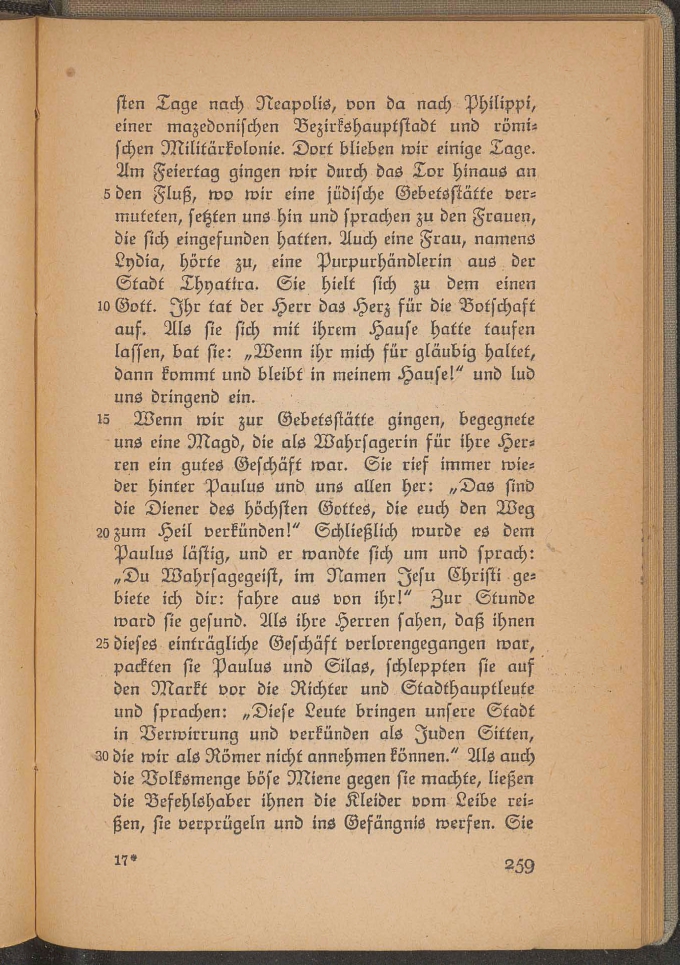 sten Tage nach Neapolis, von da nach Philippi,
einer mazedonischen Bezirkshauptstadt und römi=
schen Militärkolonie. Dort blieben wir einige Tage.
Am Feiertag gingen wir durch das Tor hinaus an
5 den Fluß, wo wir eine jüdische Gebetsstätte ver=
muteten, setzten uns hin und sprachen zu den Frauen,
die sich eingefunden hatten. Auch eine Frau, namens
Lydia, hörte zu, eine Purpurhändlerin aus der
Stadt Thyatira. Sie hielt sich zu dem einen
10 Gott. Ihr tat der Herr das Herz für die Botschaft
auf. Als sie sich mit ihrem Hause hatte taufen
lassen, bat sie: „Wenn ihr mich für gläubig haltet,
dann kommt und bleibt in meinem Hause!“ und lud
uns dringend ein.
15 Wenn wir zur Gebetsstätte gingen, begegnete
uns eine Magd, die als Wahrsagerin für ihre Her=
ren ein gutes Geschäft war. Sie rief immer wie=
der hinter Paulus und uns allen her: „Das sind
die Diener des höchsten Gottes, die euch den Weg
20 zum Heil verkünden!“ Schließlich wurde es dem
Paulus lästig, und er wandte sich um und sprach:
„Du Wahrsagegeist, im Namen Jesu Christi ge=
biete ich dir: fahre aus von ihr!“ Zur Stunde
ward sie gesund. Als ihre Herren sahen, daß ihnen
25 dieses einträgliche Geschäft verlorengegangen war,
packten sie Paulus und Silas, schleppten sie auf
den Markt vor die Richter und Stadthauptleute
und sprachen: „Diese Leute bringen unsere Stadt
in Verwirrung und verkünden als Juden Sitten,
30 die wir als Römer nicht annehmen können.“ Als auch
die Volksmenge böse Miene gegen sie machte, ließen
die Befehlshaber ihnen die Kleider vom Leibe rei=
ßen, sie verprügeln und ins Gefängnis werfen. Sie
17*
259